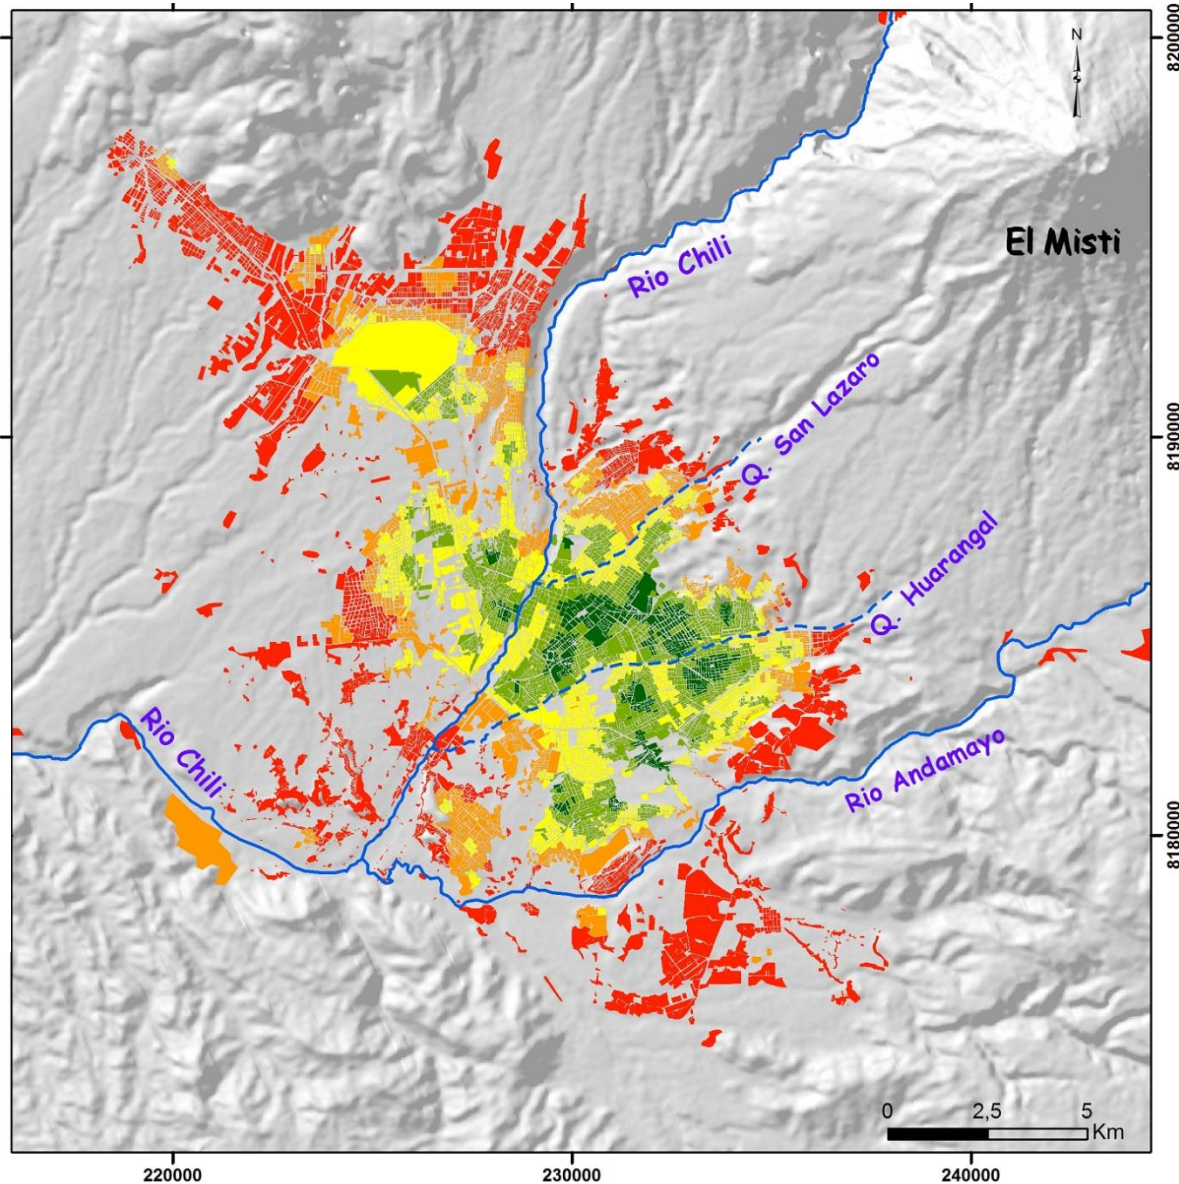 8200000
N
El Misti
Rio Chili
Q. San Lazaro
8190000
Q. Huarangal
Rio Chili
Rio Andamayo
8180000
0 2,5 5
Km
220000 230000 240000